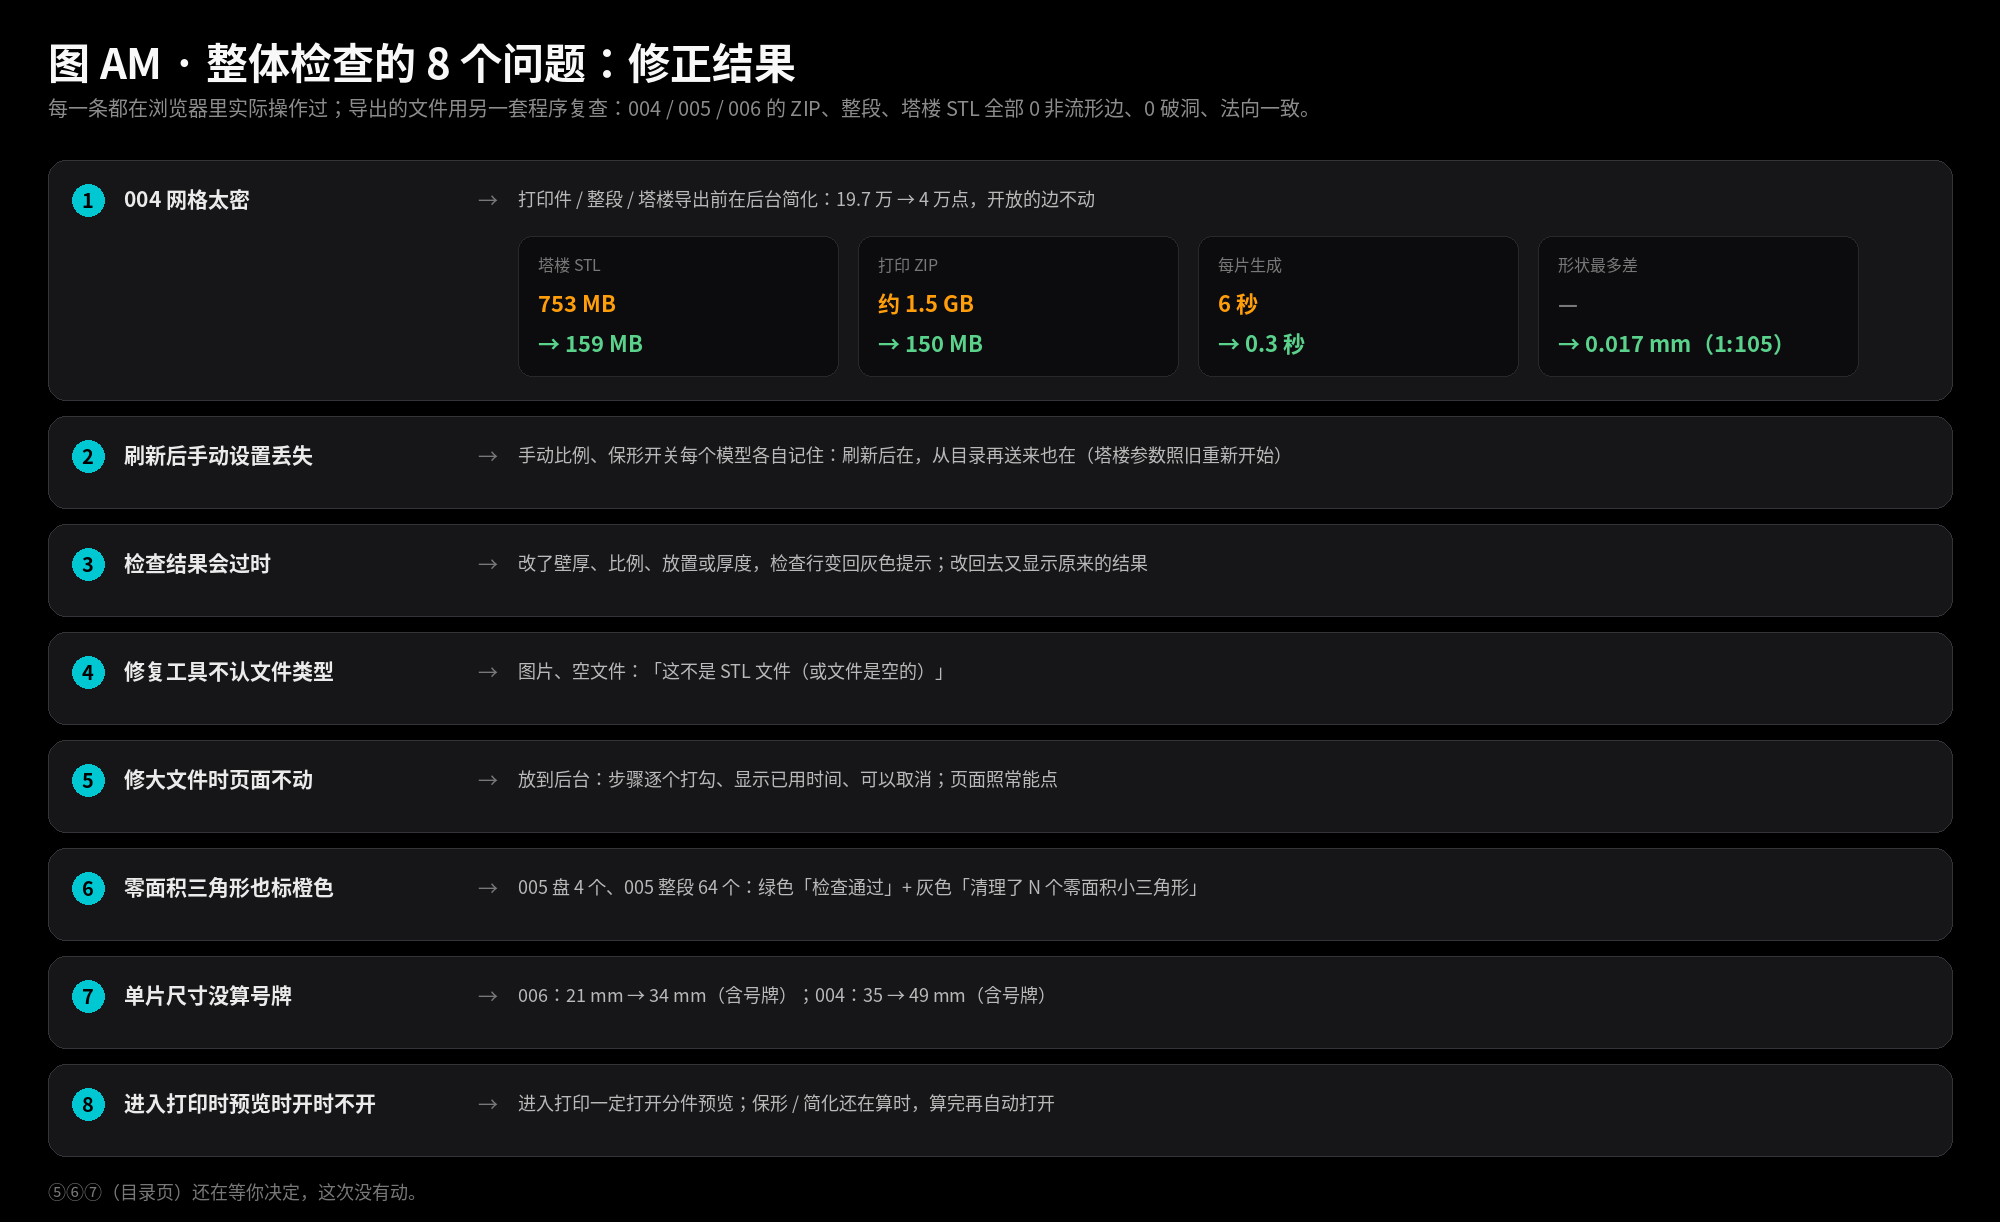 图 AM · 整体检查的 8 个问题：修正结果
每一条都在浏览器里实际操作过；导出的文件用另一套程序复查：004 / 005 / 006 的 ZIP、整段、塔楼 STL 全部 0 非流形边、0 破洞、法向一致。
1 004 网格太密 → 打印件 / 整段 / 塔楼导出前在后台简化：19.7 万 → 4 万点，开放的边不动
塔楼 STL
753 MB
→ 159 MB
打印 ZIP
约 1.5 GB
→ 150 MB
每片生成
6 秒
→ 0.3 秒
形状最多差
—
→ 0.017 mm（1:105）
2 刷新后手动设置丢失 → 手动比例、保形开关每个模型各自记住：刷新后在，从目录再送来也在（塔楼参数照旧重新开始）
3 检查结果会过时 → 改了壁厚、比例、放置或厚度，检查行变回灰色提示；改回去又显示原来的结果
4 修复工具不认文件类型 → 图片、空文件：「这不是 STL 文件（或文件是空的）」
5 修大文件时页面不动 → 放到后台：步骤逐个打勾、显示已用时间、可以取消；页面照常能点
6 零面积三角形也标橙色 → 005 盘 4 个、005 整段 64 个：绿色「检查通过」+ 灰色「清理了 N 个零面积小三角形」
7 单片尺寸没算号牌 → 006：21 mm → 34 mm（含号牌）；004：35 → 49 mm（含号牌）
8 进入打印时预览时开时不开 → 进入打印一定打开分件预览；保形 / 简化还在算时，算完再自动打开
⑤⑥⑦（目录页）还在等你决定，这次没有动。